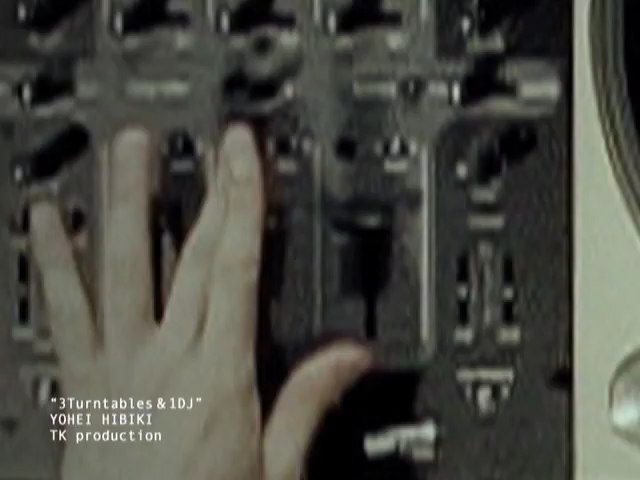 “3Turntables & 1DJ”
YOHEI HIBIKI
TK production